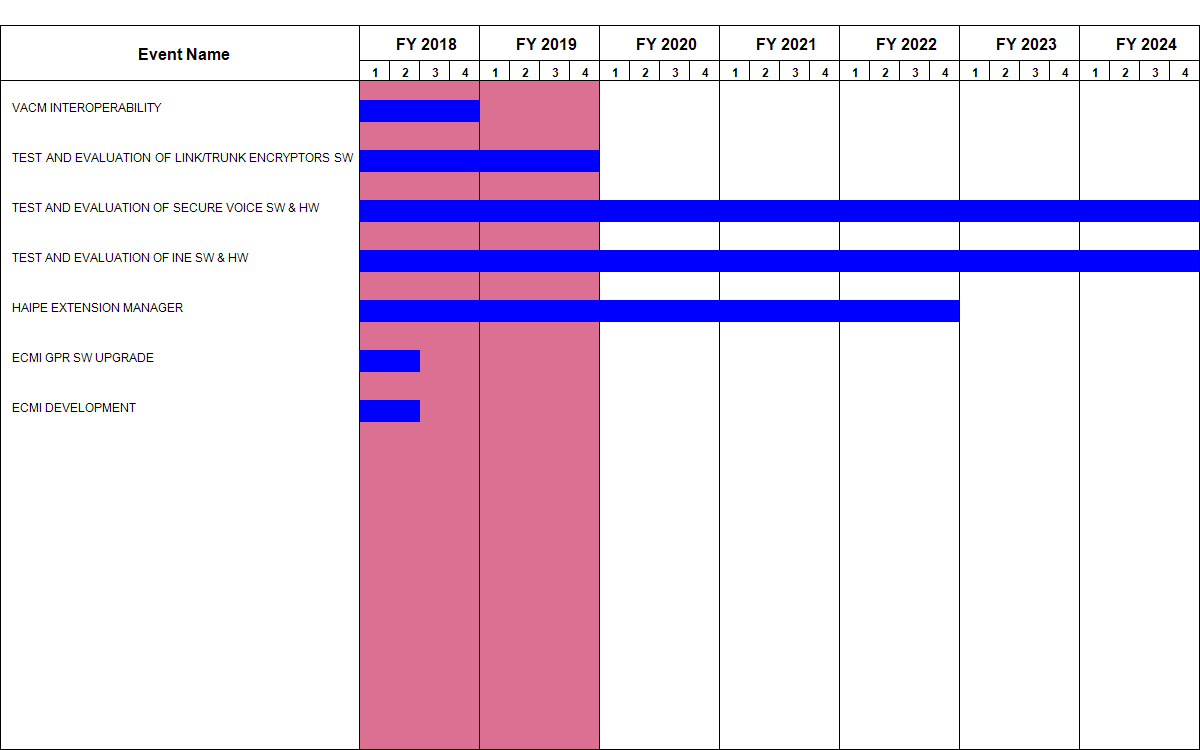 Event Name
FY 2018 FY 2019 FY 2020 FY 2021 FY 2022 FY 2023 FY 2024
1 2 3 4 1 2 3 4 1 2 3 4 1 2 3 4 1 2 3 4 1 2 3 4 1 2 3 4
VACM INTEROPERABILITY
TEST AND EVALUATION OF LINK/TRUNK ENCRYPTORS SW
TEST AND EVALUATION OF SECURE VOICE SW & HW
TEST AND EVALUATION OF INE SW & HW
HAIPE EXTENSION MANAGER
ECMI GPR SW UPGRADE
ECMI DEVELOPMENT